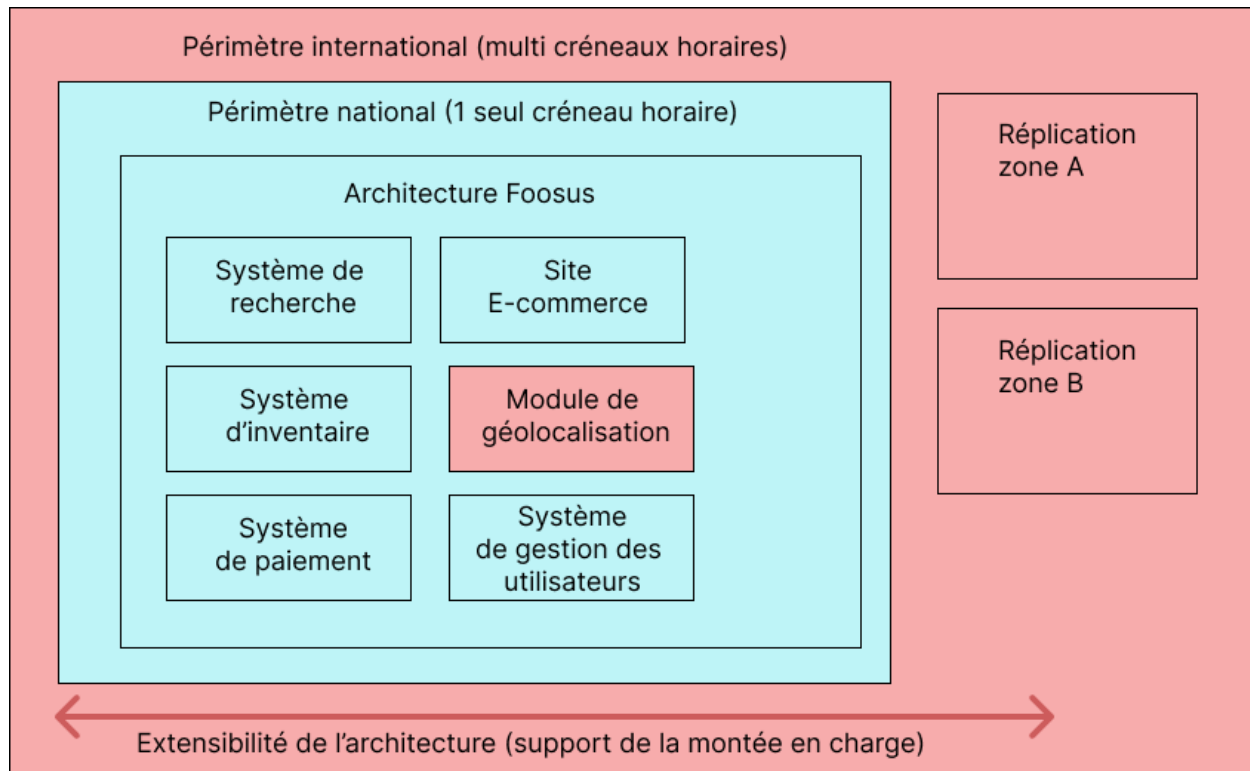 Périmètre international (multi créneaux horaires)
Périmètre national (1 seul créneau horaire)
Architecture Foosus
Système de
recherche
Site
E-commerce
Système
d’inventaire
Module de
géolocalisation
Système
de paiement
Système
de gestion des
utilisateurs
Réplication
zone A
Réplication
zone B
Extensibilité de l’architecture (support de la montée en charge)